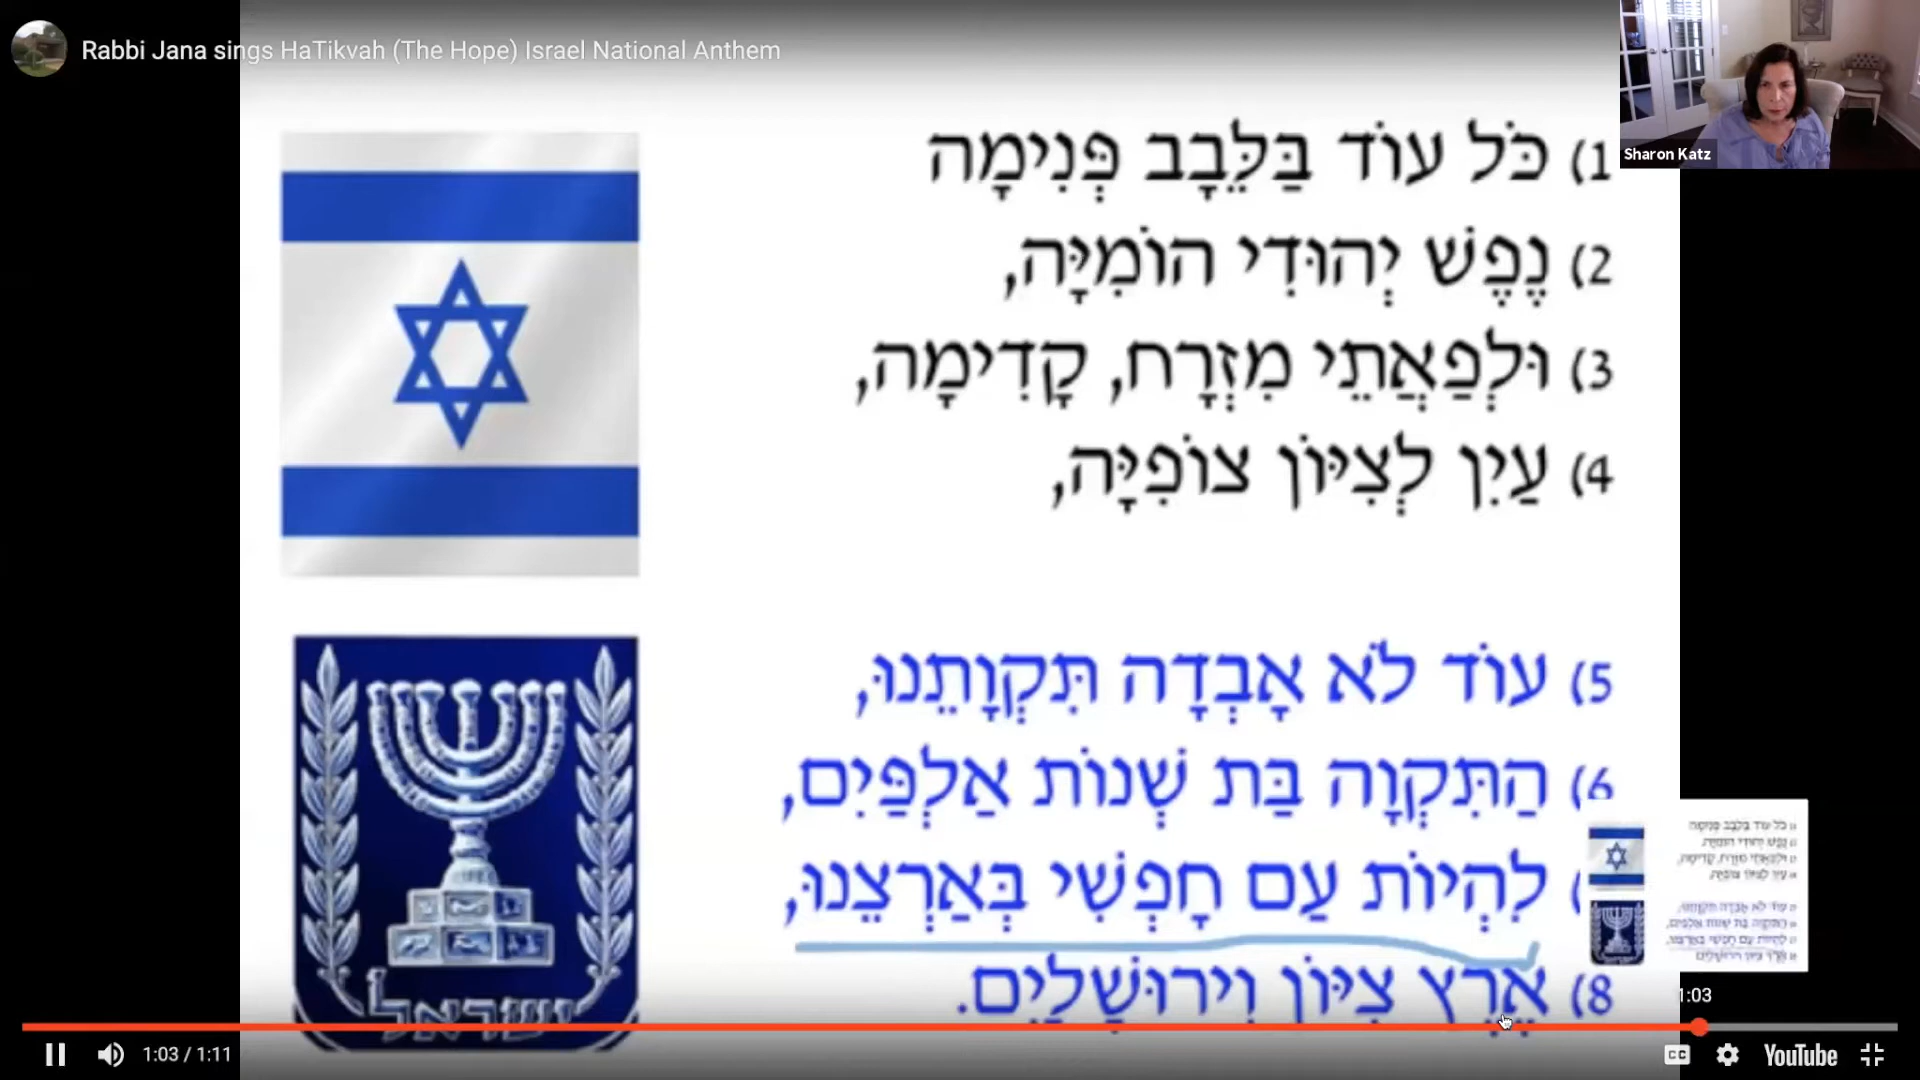 Rabbi Jana sings HaTikvah (The Hope) Israel National Anthem
Sharon Katz
1) כֹּל עוֹד בַּלֵּבָב פְּנִימָה
2) נֶפֶשׁ יְהוּדִי הוֹמִיָּה,
3) וּלְפַאֲתֵי מִזְרָח, קָדִימָה,
4) עַיִן לְצִיּוֹן צוֹפִיָּה,
5) עוֹד לֹא אָבְדָה תִּקְוָתֵנוּ,
6) הַתִּקְוָה בַּת שְׁנוֹת אַלְפַּיִם,
לִהְיוֹת עַם חָפְשִׁי בְּאַרְצֵנוּ,
8) אֶרֶץ צִיּוֹן וִירוּשָׁלַיִם.
ישראל
1:03
1:03 / 1:11
CC
YouTube